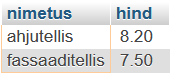 nimetus hind
ahjutellis 8.20
fassaaditellis 7.50